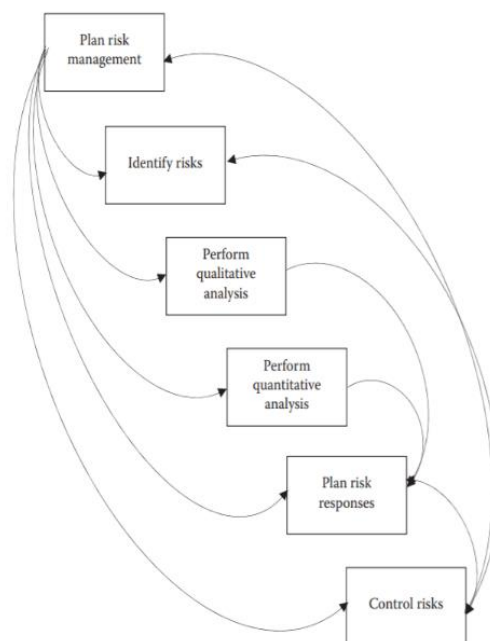 Plan risk
management
Identify risks
Perform
qualitative
analysis
Perform
quantitative
analysis
Plan risk
responses
Control risks